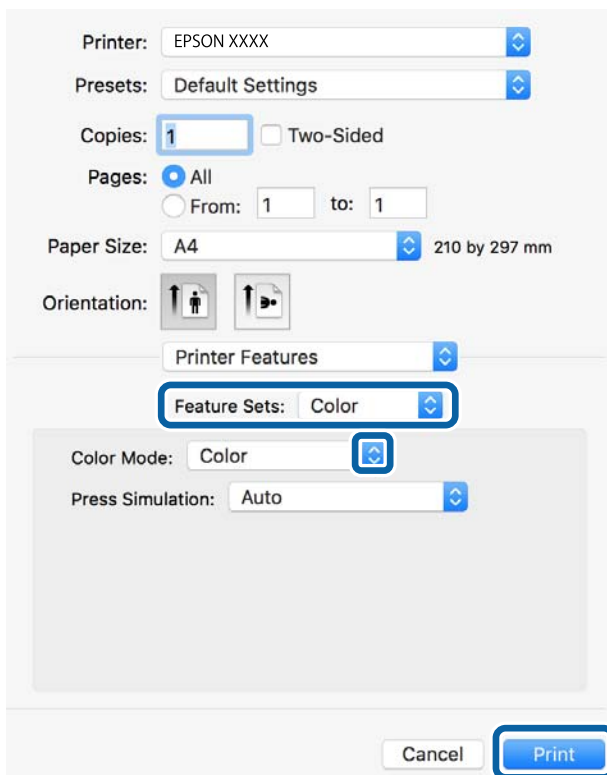 Printer: EPSON XXXX
Presets: Default Settings
Copies: 1 Two-Sided
Pages: All
From: 1 to: 1
Paper Size: A4 210 by 297 mm
Orientation:
Printer Features
Feature Sets: Color
Color Mode: Color
Press Simulation: Auto
Cancel Print